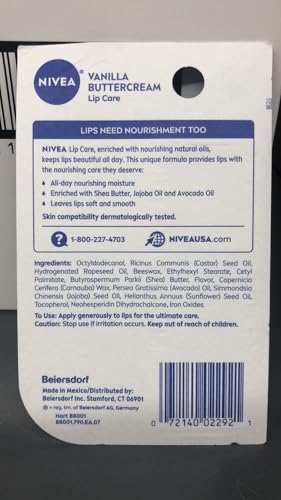 NIVEA
VANILLA
BUTTERCREAM
Lip Care
LIPS NEED NOURISHMENT TOO
NIVEA Lip Care, enriched with nourishing natural oils,
keeps lips beautiful all day. This unique formula provides lips with
the nourishing care they deserve:
All-day nourishing moisture
Enriched with Shea Butter, Jojoba Oil and Avocado Oil
Leaves lips soft and smooth
Skin compatibility dermatologically tested.
? 1-800-227-4703
NIVEAUSA.com
Ingredients: Octyldodecanol, Ricinus Communis (Castor) Seed Oil,
Hydrogenated Rapeseed Oil, Beeswax, Ethylhexyl Stearate, Cetyl
Palmitate, Butyrospermum Parkii (Shea) Butter, Flavor, Copernicia
Cerifera (Carnauba) Wax, Persea Gratissima (Avocado) Oil, Simmondsia
Chinensis (Jojoba) Seed Oil, Helianthus Annuus (Sunflower) Seed Oil,
Tocopherol, Neohesperidin Dihydrochalcone, Iron Oxides.
To Use: Apply generously to lips for the ultimate care.
Caution: Stop use if irritation occurs. Keep out of reach of children.
Beiersdorf
Made in Mexico/Distributed by:
Beiersdorf Inc. Stamford, CT 06901
® = reg. tm. of Beiersdorf AG, Germany
Hart 88001
88001.790.EA.07
0 72140 02292 1